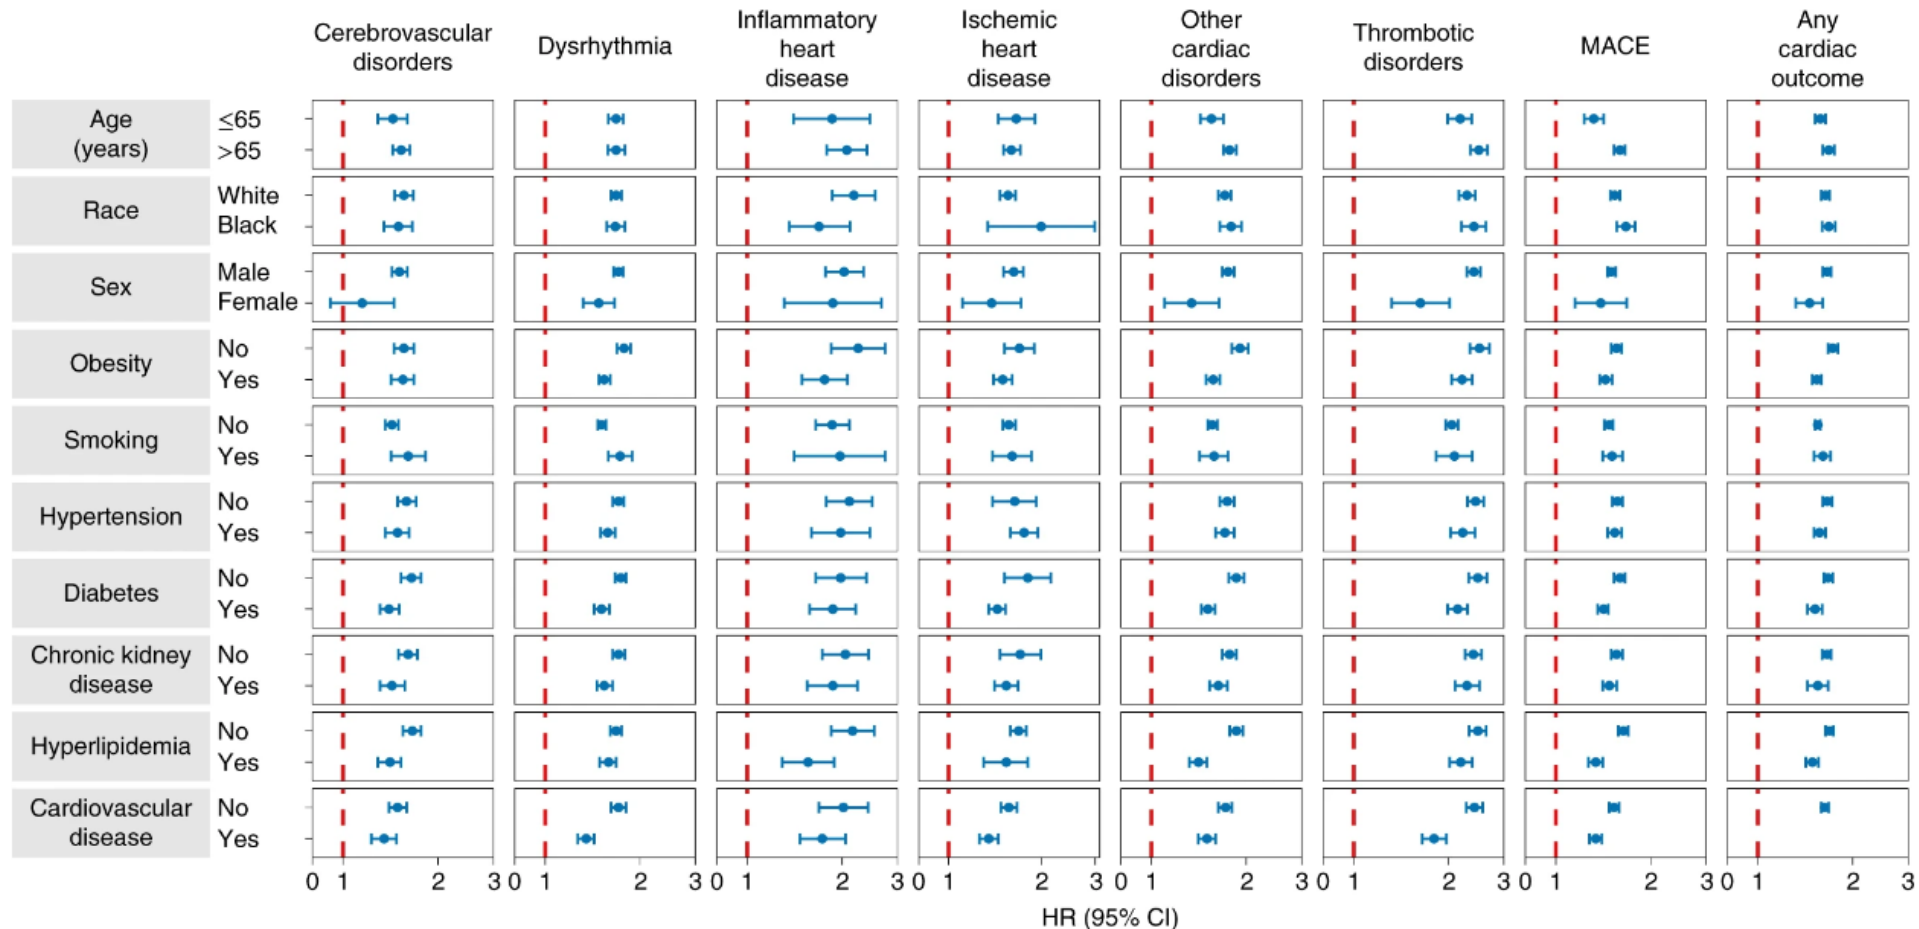 Cerebrovascular
disorders
Dysrhythmia
Inflammatory
heart
disease
Ischemic
heart
disease
Other
cardiac
disorders
Thrombotic
disorders
MACE
Any
cardiac
outcome
Age
(years)
≤65
>65
Race
White
Black
Sex
Male
Female
Obesity
No
Yes
Smoking
No
Yes
Hypertension
No
Yes
Diabetes
No
Yes
Chronic kidney
disease
No
Yes
Hyperlipidemia
No
Yes
Cardiovascular
disease
No
Yes
0 1 2 3 0 1 2 3 0 1 2 3 0 1 2 3 0 1 2 3 0 1 2 3 0 1 2 3 0 1 2 3
HR (95% CI)